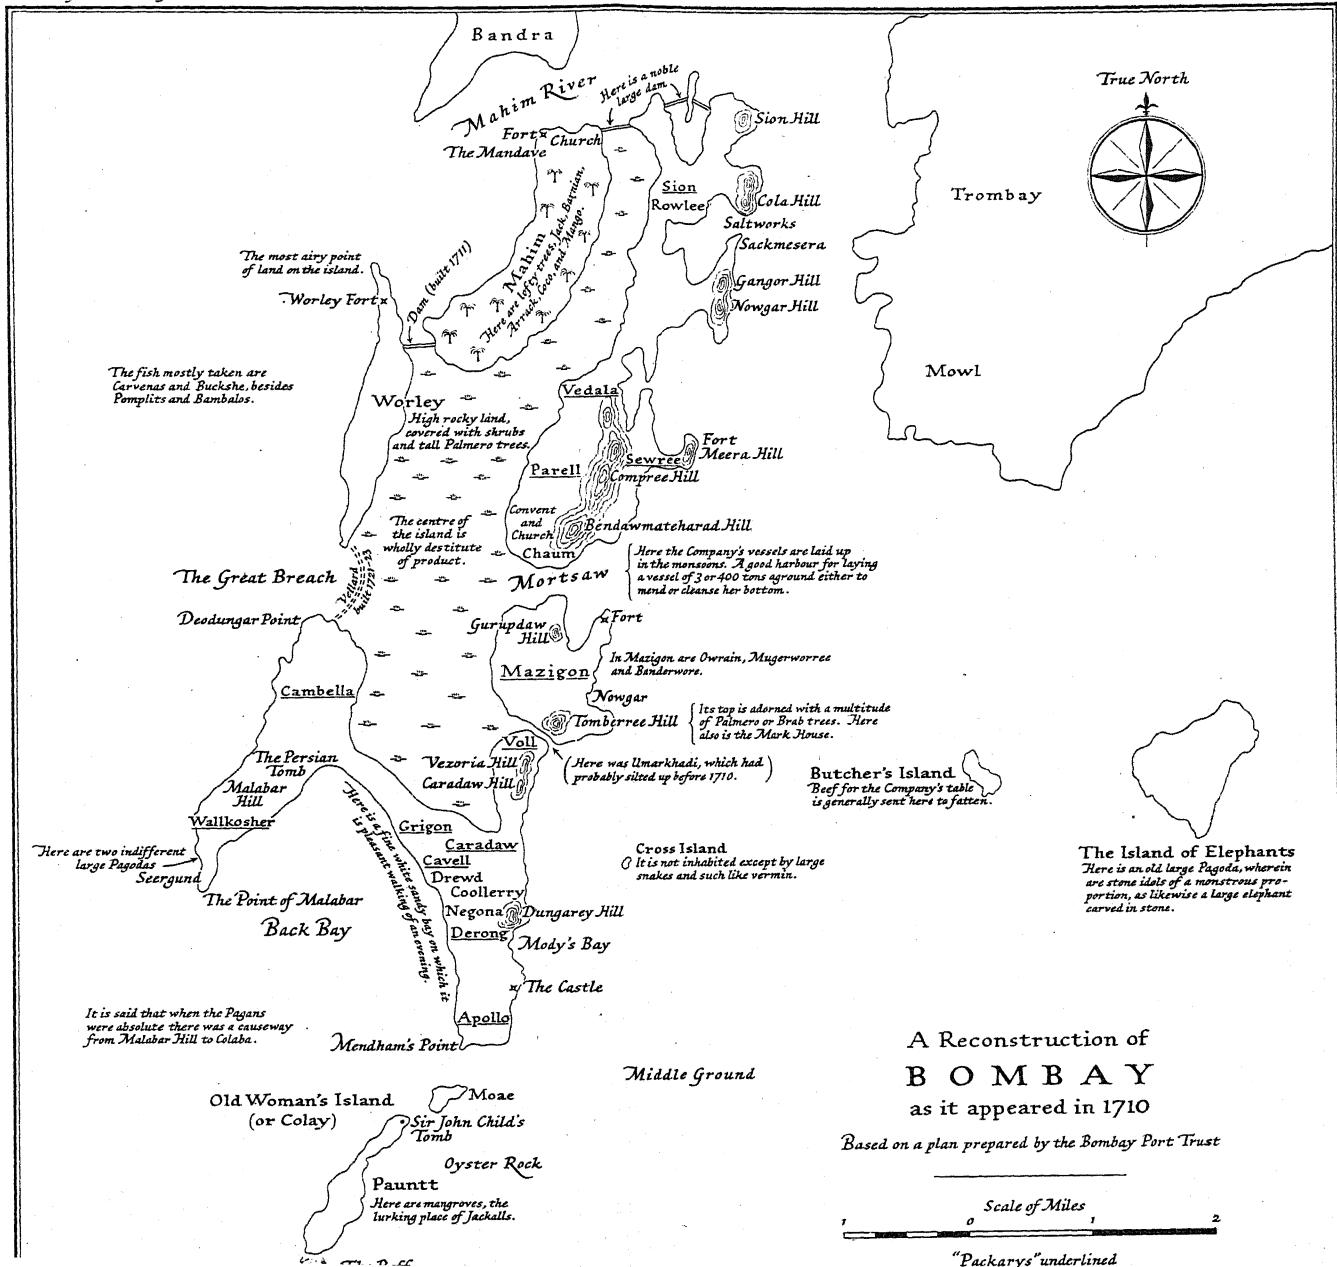 Bandra
Mahim River
Here is a noble
large dam
True North
Sion Hill
Fort
Church
The Mandave
Sion
Rowlee
Cola Hill
Trombay
Saltworks
Sackmesera
Mahim
Here are lofty trees, Jack, Barnian,
Arrack, Coco, and Mango.
The most airy point
of land on the island.
Dam (built 1711)
Worley Fort
Gangor Hill
Nowgar Hill
The fish mostly taken are
Carvenas and Buckshe, besides
Pomplits and Bambalos.
Mowl
Vedala
Worley
High rocky land,
covered with shrubs
and tall Palmero trees.
Fort
Meera Hill
Sewree
Parell
Compree Hill
Convent
and
Church
Bendawmateharad Hill
The centre of
the island is
wholly destitute
of product.
Chaum
Here the Company's vessels are laid up
in the monsoons. A good harbour for laying
a vessel of 3 or 400 tons aground either to
mend or cleanse her bottom.
The Great Breach
Vellard
built 1721-23
Mortsaw
Deodungar Point
Gurupdaw
Hill
Fort
In Mazigon are Owrain, Mugerworree
and Banderwore.
Mazigon
Cambella
Nowgar
Tomberree Hill
Its top is adorned with a multitude
of Palmero or Brab trees. Here
also is the Mark House.
Voll
The Persian
Tomb
Vezoria Hill
Caradaw Hill
(Here was Umarkhadi, which had
probably silted up before 1710.)
Butcher's Island
Beef for the Company's table
is generally sent here to fatten.
Malabar
Hill
Wallkosher
Here is a fine white sandy bay on which it
is pleasant walking of an evening.
Grigon
Caradaw
Cavell
Here are two indifferent
large Pagodas
Seergund
Drewd
Coollerry
Cross Island
It is not inhabited except by large
snakes and such like vermin.
The Island of Elephants
Here is an old large Pagoda, wherein
are stone idols of a monstrous pro-
portion, as likewise a large elephant
carved in stone.
The Point of Malabar
Back Bay
Negona
Dungarey Hill
Derong
Mody's Bay
The Castle
It is said that when the Pagans
were absolute there was a causeway
from Malabar Hill to Colaba.
Apollo
Mendham's Point
Middle Ground
A Reconstruction of
BOMBAY
as it appeared in 1710
Based on a plan prepared by the Bombay Port Trust
Old Woman's Island
(or Colay)
Moae
Sir John Child's
Tomb
Oyster Rock
Pauntt
Here are mangroves, the
lurking place of Jackalls.
Scale of Miles
1 0 1 2
"Packarys" underlined